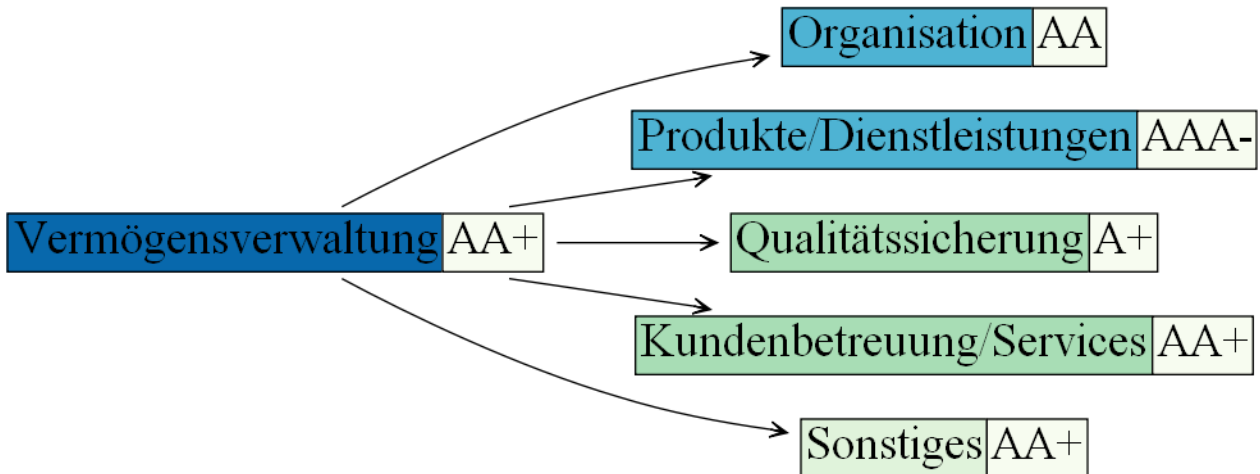 Organisation AA
Produkte/Dienstleistungen AAA-
Vermögensverwaltung AA+
Qualitätssicherung A+
Kundenbetreuung/Services AA+
Sonstiges AA+